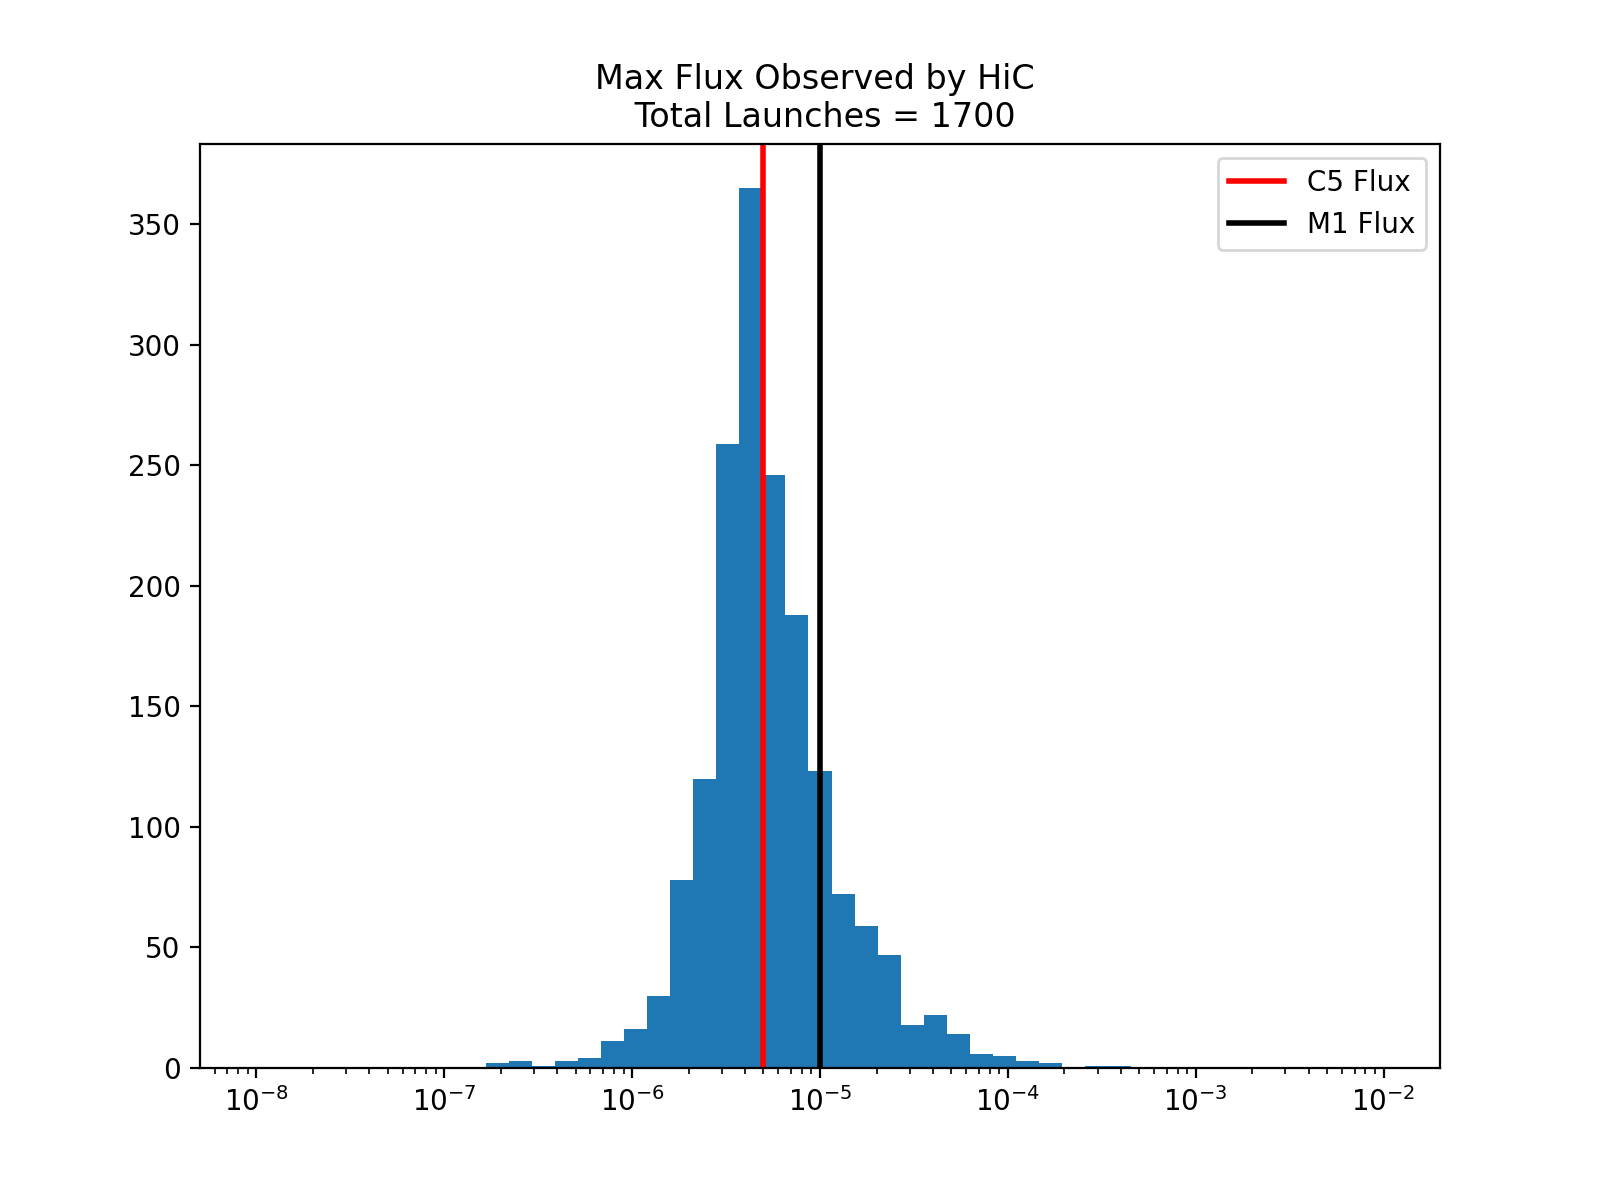 Max Flux Observed by HiC
Total Launches = 1700
C5 Flux
M1 Flux
350
300
250
200
150
100
50
0
10⁻⁸ 10⁻⁷ 10⁻⁶ 10⁻⁵ 10⁻⁴ 10⁻³ 10⁻²